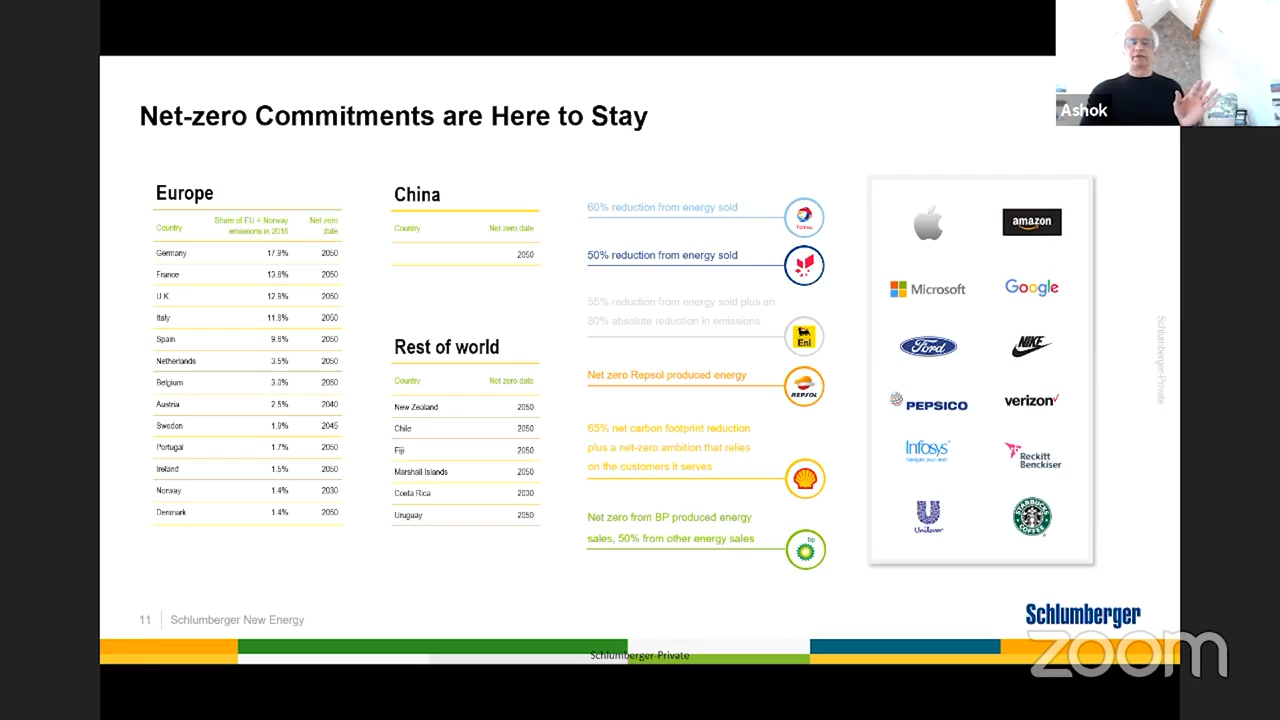 Ashok
Net-zero Commitments are Here to Stay
Europe
Country
Share of EU + Norway
emissions in 2018
Net zero
date
Germany 17.9% 2050
France 13.8% 2050
U.K. 12.9% 2050
Italy 11.8% 2050
Spain 9.6% 2050
Netherlands 3.5% 2050
Belgium 3.0% 2050
Austria 2.5% 2040
Sweden 1.9% 2045
Portugal 1.7% 2050
Ireland 1.5% 2050
Norway 1.4% 2030
Denmark 1.4% 2050
China
Country Net zero date
2050
Rest of world
Country Net zero date
New Zealand 2050
Chile 2050
Fiji 2050
Marshall Islands 2050
Costa Rica 2030
Uruguay 2050
60% reduction from energy sold
TOTAL
50% reduction from energy sold
55% reduction from energy sold plus an
80% absolute reduction in emissions
Eni
Net zero Repsol produced energy
REPSOL
65% net carbon footprint reduction
plus a net-zero ambition that relies
on the customers it serves
Net zero from BP produced energy
sales, 50% from other energy sales
bp
amazon
Microsoft
Google
Ford
NIKE
PEPSICO
verizon
Infosys
Navigate your next
Reckitt
Benckiser
Unilever
STARBUCKS
COFFEE
Schlumberger-Private
11
Schlumberger New Energy
Schlumberger
Schlumberger-Private
zoom